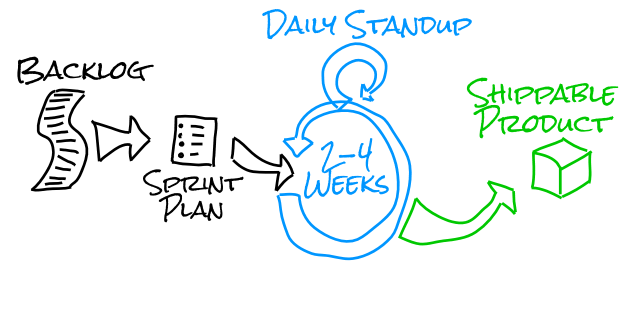 Daily Standup
Backlog
Shippable
Product
2-4
Weeks
Sprint
Plan